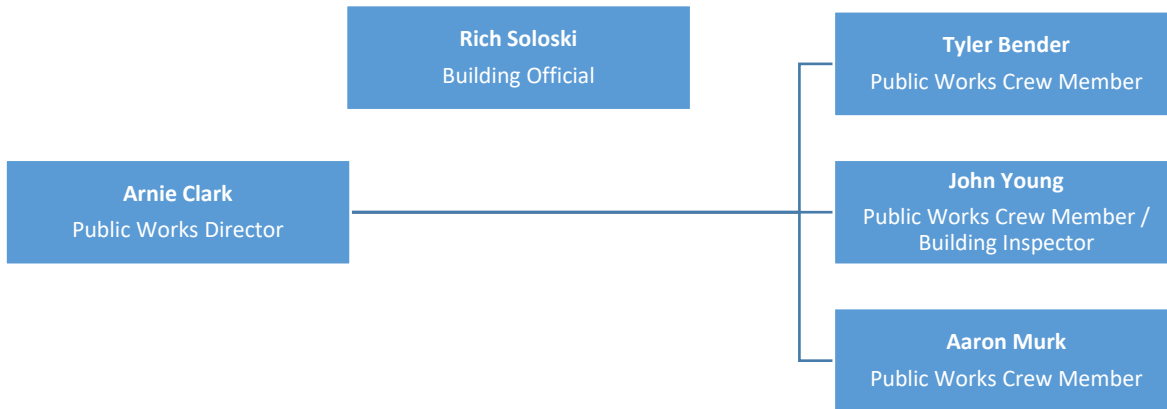 Rich Soloski
Building Official
Tyler Bender
Public Works Crew Member
Arnie Clark
Public Works Director
John Young
Public Works Crew Member /
Building Inspector
Aaron Murk
Public Works Crew Member